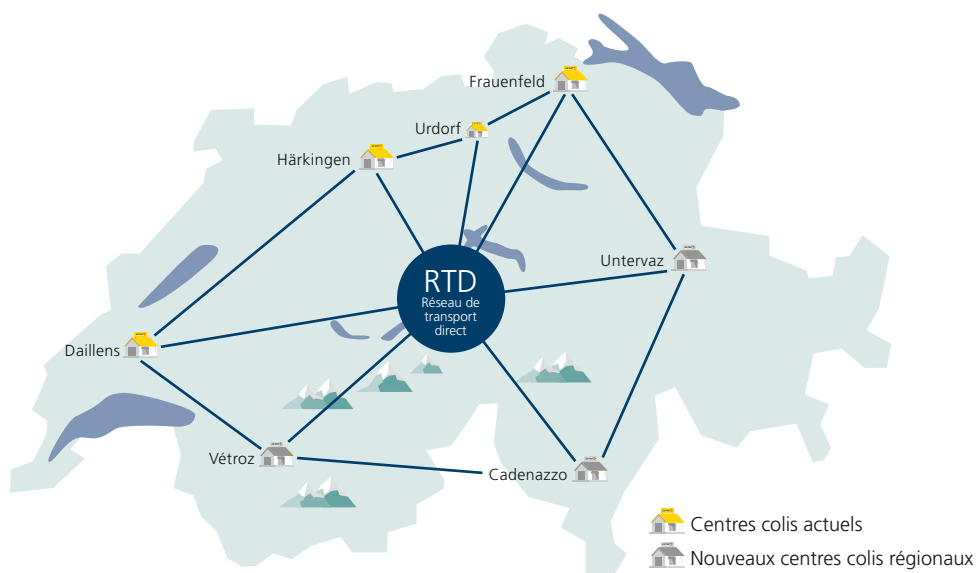 Frauenfeld
Urdorf
Härkingen
Untervaz
RTD
Réseau de
transport
direct
Daillens
Vétroz
Cadenazzo
Centres colis actuels
Nouveaux centres colis régionaux